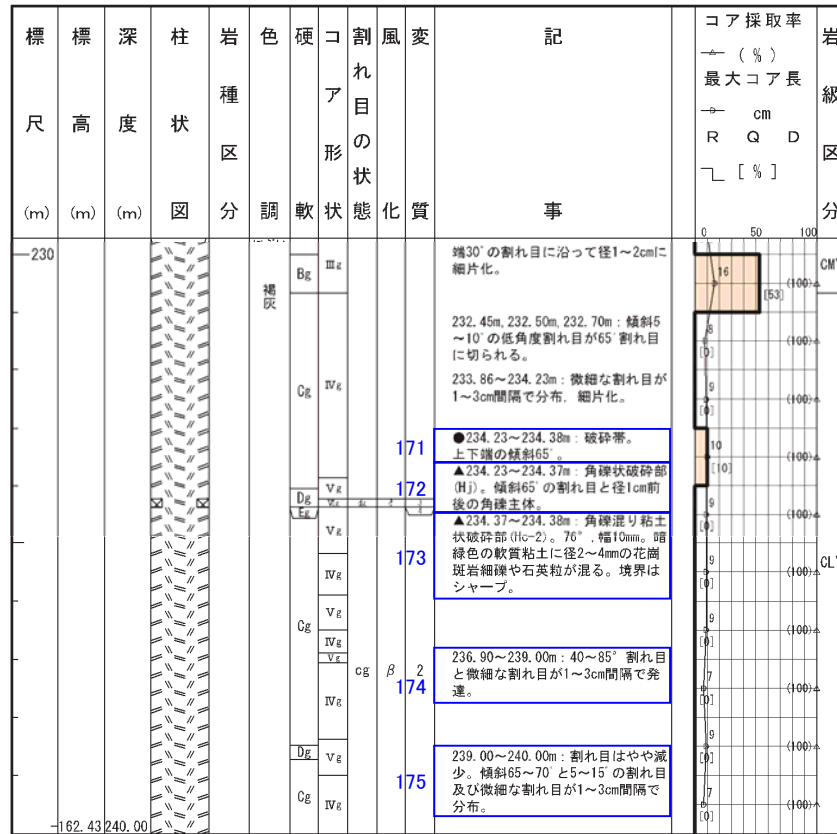 標尺(m)
標高(m)
深度(m)
柱状図
岩種区分
色調
硬軟
コア形状
割れ目の状態
風化
変質
記事
コア採取率
(%)
最大コア長
cm
RQD
[%]
岩級区分
0 50 100
230
褐灰
Bg
Ⅲg
端30°の割れ目に沿って径1~2cmに
細片化。
16
[53]
(100)
CM'
232.45m,232.50m,232.70m:傾斜5
~10°の低角度割れ目が65°割れ目
に切られる。
8
[0]
(100)
Cg
Ⅳg
233.86~234.23m:微細な割れ目が
1~3cm間隔で分布、細片化。
9
[0]
(100)
171
●234.23~234.38m:破砕帯。
上下端の傾斜65°。
10
[10]
(100)
172
▲234.23~234.37m:角礫状破砕部
(Hj)。傾斜65°の割れ目と径1cm前
後の角礫主体。
Vg
Dg
Eg
9
[0]
(100)
173
▲234.37~234.38m:角礫混り粘土
状破砕部(Hc-2)。76°,幅10mm。暗
緑色の軟質粘土に径2~4mmの花崗
斑岩細礫や石英粒が混る。境界は
シャープ。
Vg
Ⅳg
9
[0]
(100)
CL'
Cg
Vg
Ⅳg
Vg
9
[0]
(100)
cg
β
2
174
236.90~239.00m:40~85°割れ目
と微細な割れ目が1~3cm間隔で発
達。
Ⅳg
7
[0]
(100)
175
239.00~240.00m:割れ目はやや減
少。傾斜65~70°と5~15°の割れ目
及び微細な割れ目が1~3cm間隔で
分布。
Dg
Vg
9
[0]
(100)
Cg
Ⅳg
7
[0]
(100)
-162.43
240.00